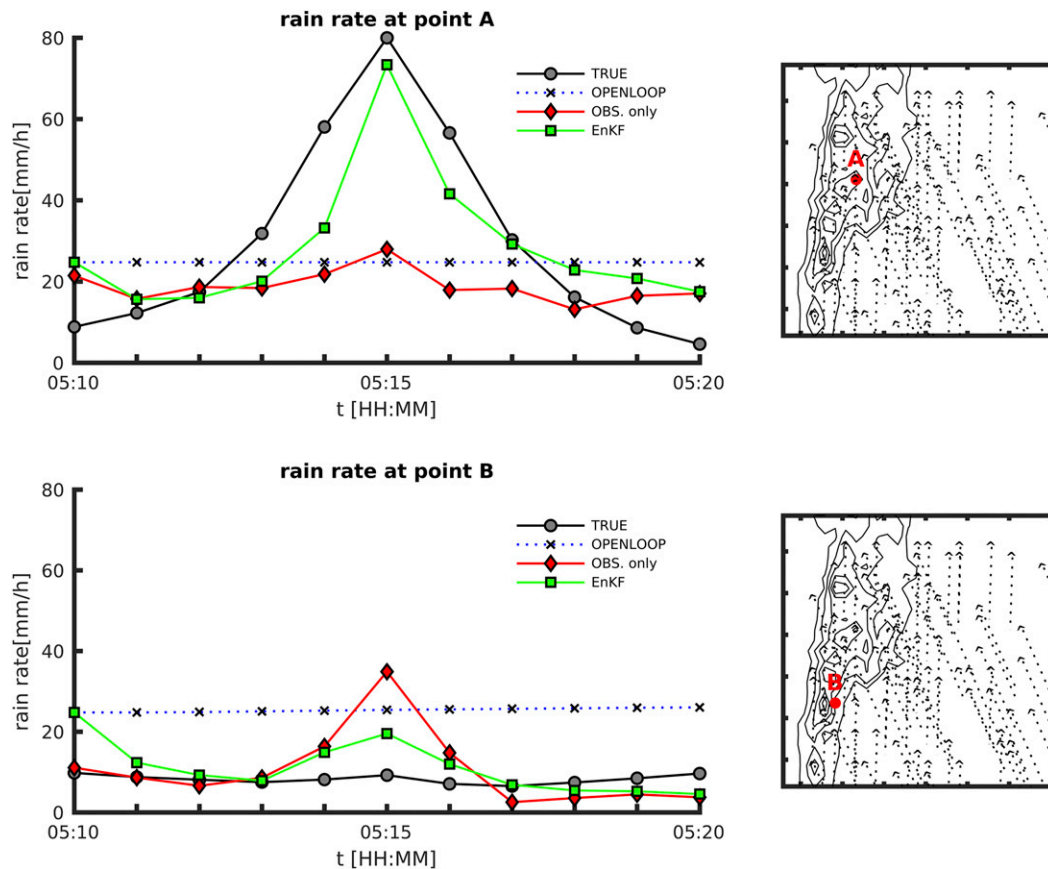 rain rate at point A
80
60
40
20
0
rain rate[mm/h]
TRUE
OPENLOOP
OBS. only
EnKF
05:10
05:15
05:20
t [HH:MM]
A
rain rate at point B
80
60
40
20
0
rain rate[mm/h]
TRUE
OPENLOOP
OBS. only
EnKF
05:10
05:15
05:20
t [HH:MM]
B